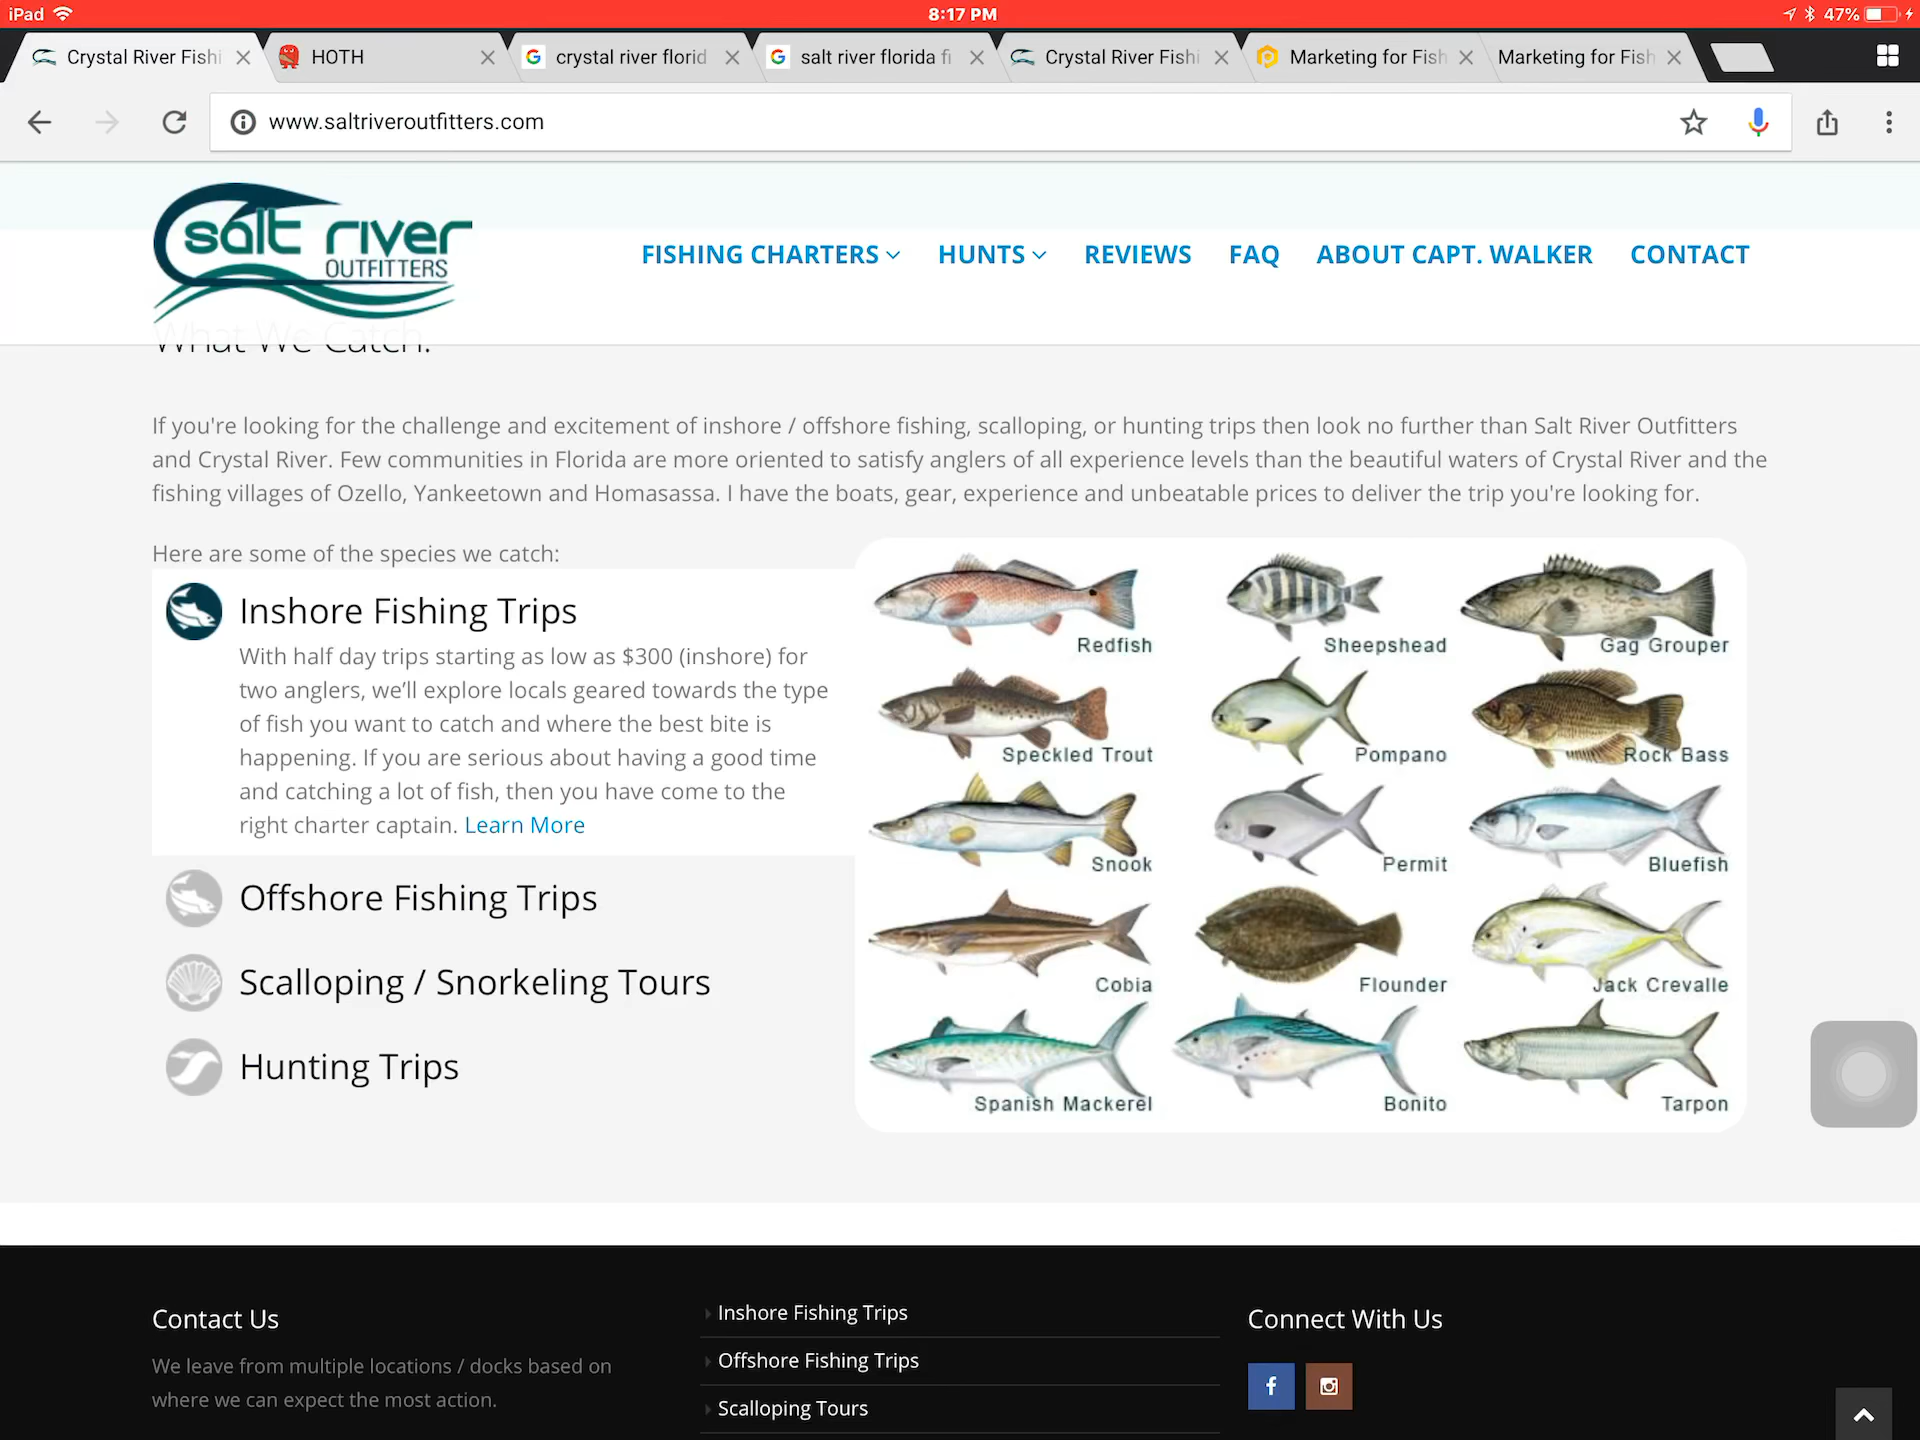 iPad
8:17 PM
47%
Crystal River Fishi
HOTH
crystal river florid
salt river florida fi
Crystal River Fishi
Marketing for Fish
Marketing for Fish
www.saltriveroutfitters.com
salt river
OUTFITTERS
FISHING CHARTERS
HUNTS
REVIEWS
FAQ
ABOUT CAPT. WALKER
CONTACT
What We Catch.
If you're looking for the challenge and excitement of inshore / offshore fishing, scalloping, or hunting trips then look no further than Salt River Outfitters
and Crystal River. Few communities in Florida are more oriented to satisfy anglers of all experience levels than the beautiful waters of Crystal River and the
fishing villages of Ozello, Yankeetown and Homasassa. I have the boats, gear, experience and unbeatable prices to deliver the trip you're looking for.
Here are some of the species we catch:
Inshore Fishing Trips
With half day trips starting as low as $300 (inshore) for
two anglers, we’ll explore locals geared towards the type
of fish you want to catch and where the best bite is
happening. If you are serious about having a good time
and catching a lot of fish, then you have come to the
right charter captain. Learn More
Offshore Fishing Trips
Scalloping / Snorkeling Tours
Hunting Trips
Redfish
Sheepshead
Gag Grouper
Speckled Trout
Pompano
Rock Bass
Snook
Permit
Bluefish
Cobia
Flounder
Jack Crevalle
Spanish Mackerel
Bonito
Tarpon
Contact Us
We leave from multiple locations / docks based on
where we can expect the most action.
Inshore Fishing Trips
Offshore Fishing Trips
Scalloping Tours
Connect With Us